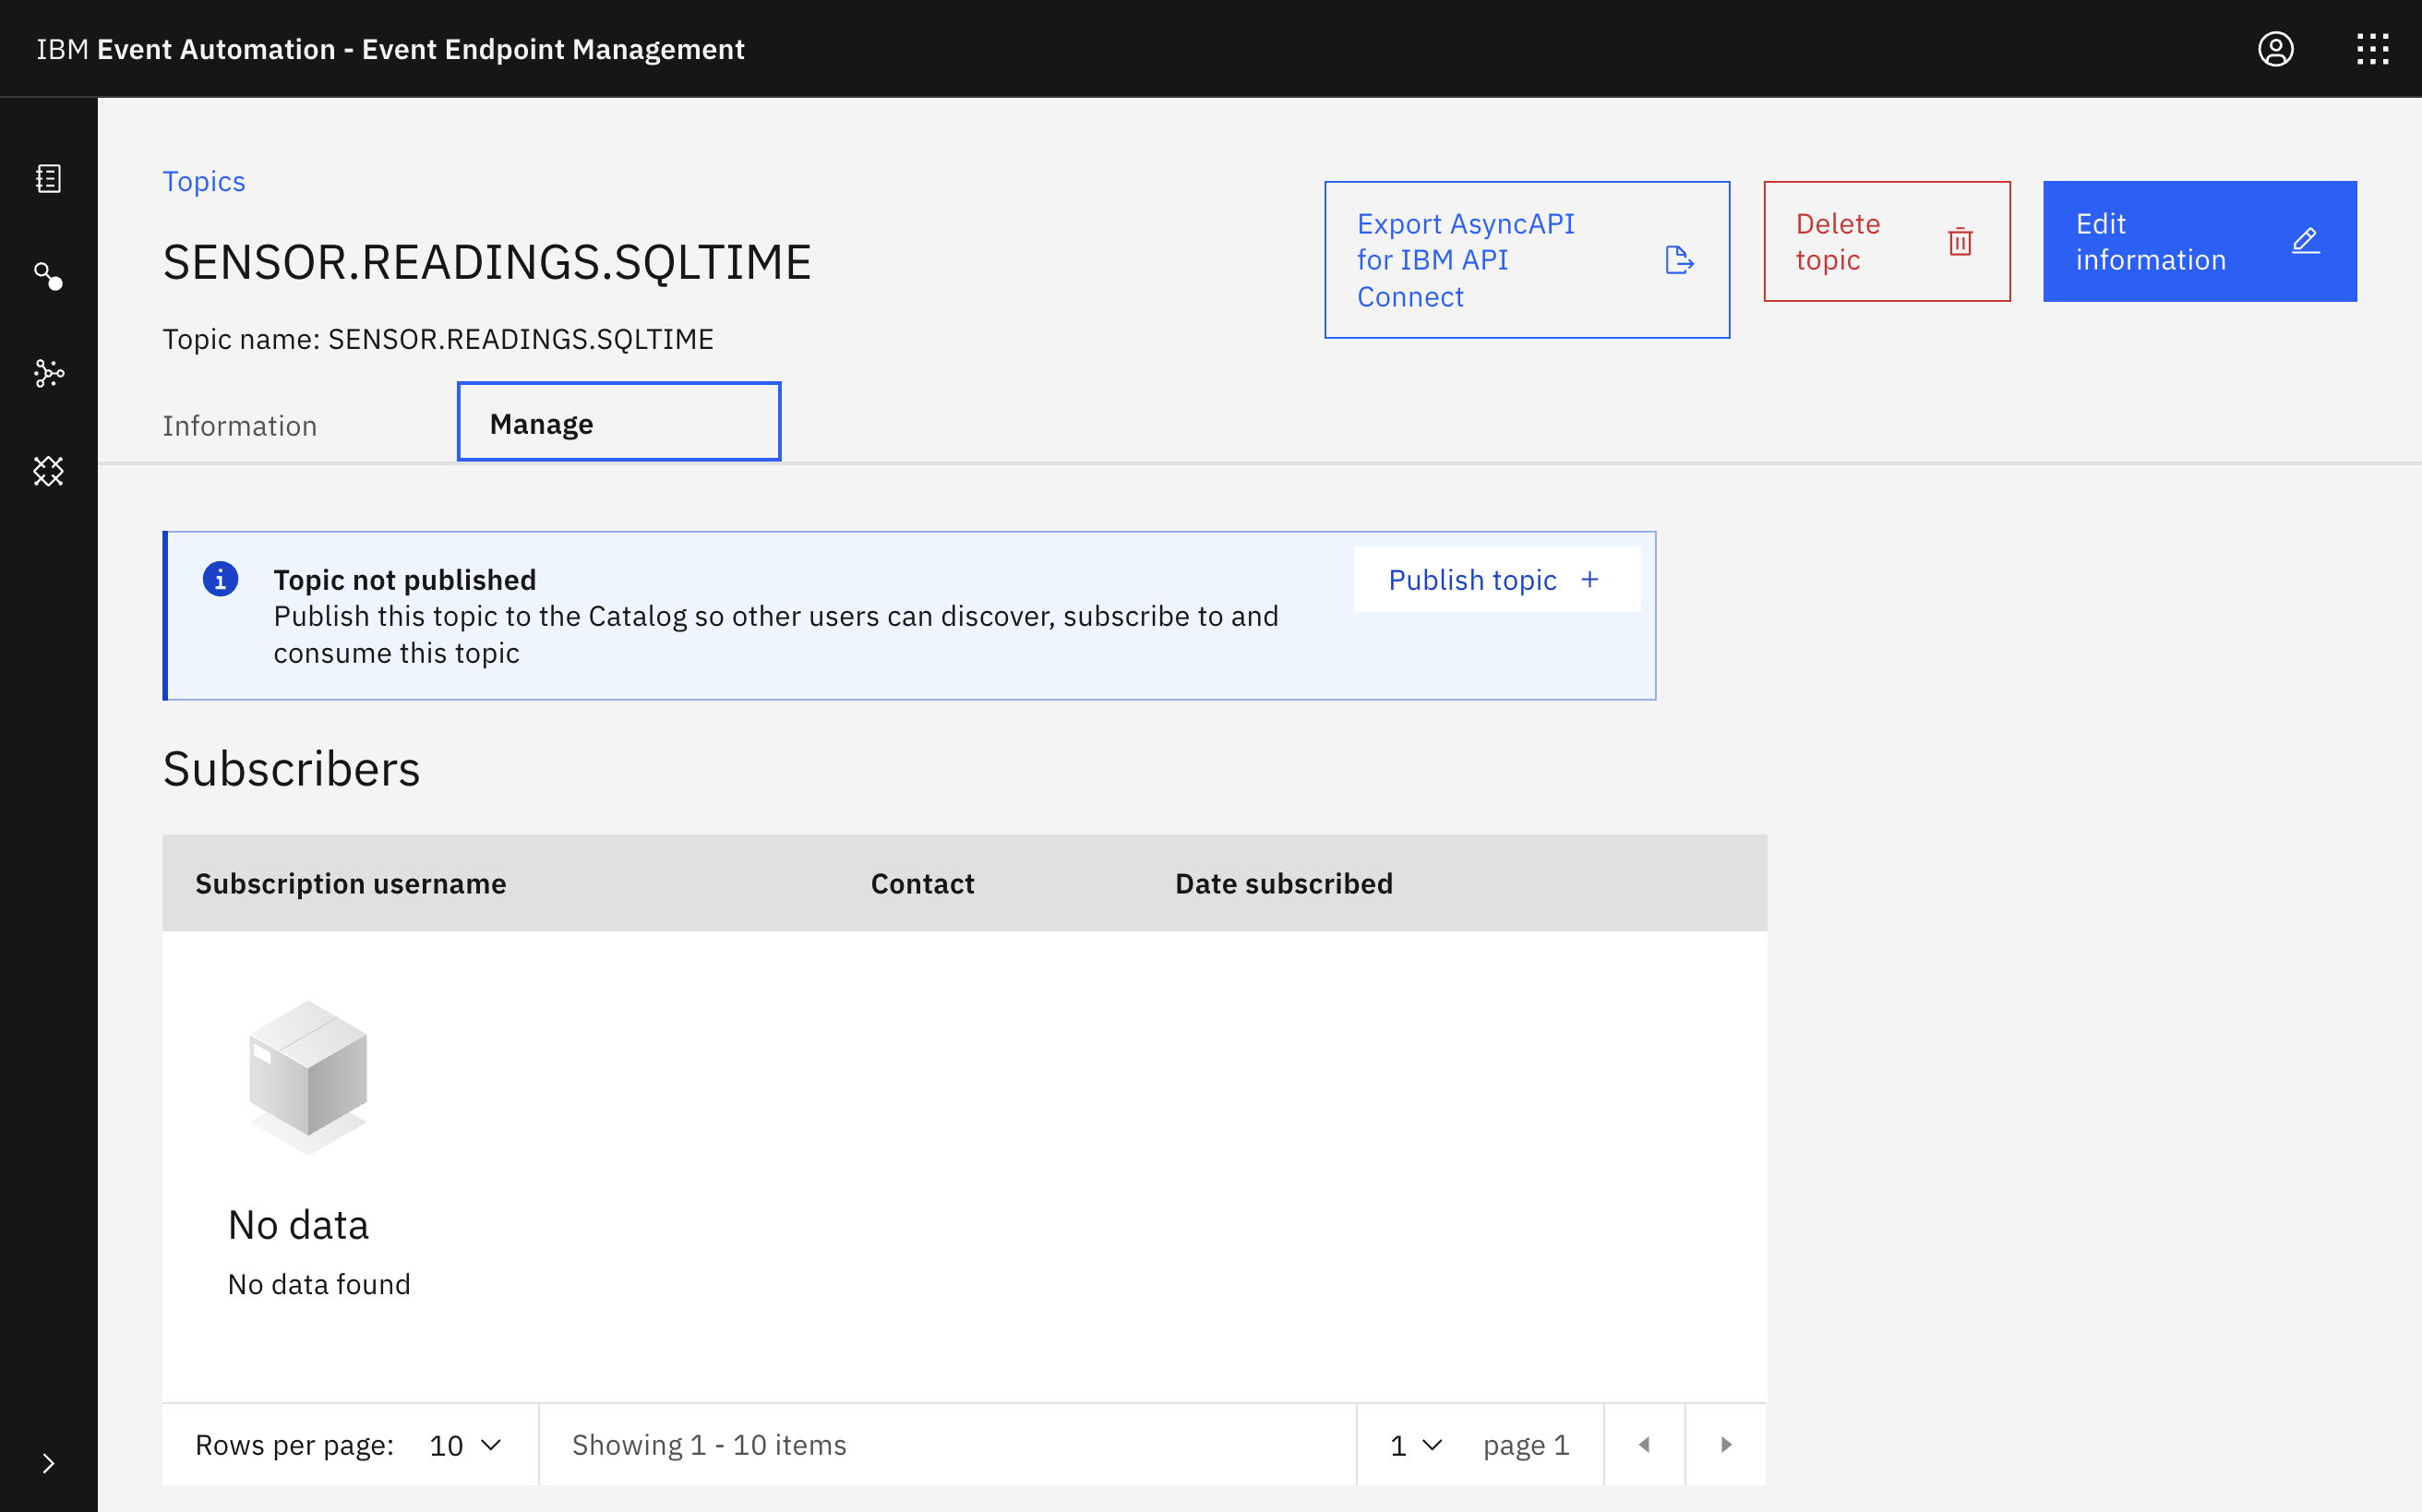 IBM Event Automation - Event Endpoint Management
Topics
SENSOR.READINGS.SQLTIME
Topic name: SENSOR.READINGS.SQLTIME
Export AsyncAPI
for IBM API
Connect
Delete
topic
Edit
information
Information
Manage
Topic not published
Publish this topic to the Catalog so other users can discover, subscribe to and
consume this topic
Publish topic +
Subscribers
Subscription username Contact Date subscribed
No data
No data found
Rows per page: 10 Showing 1 - 10 items 1 page 1